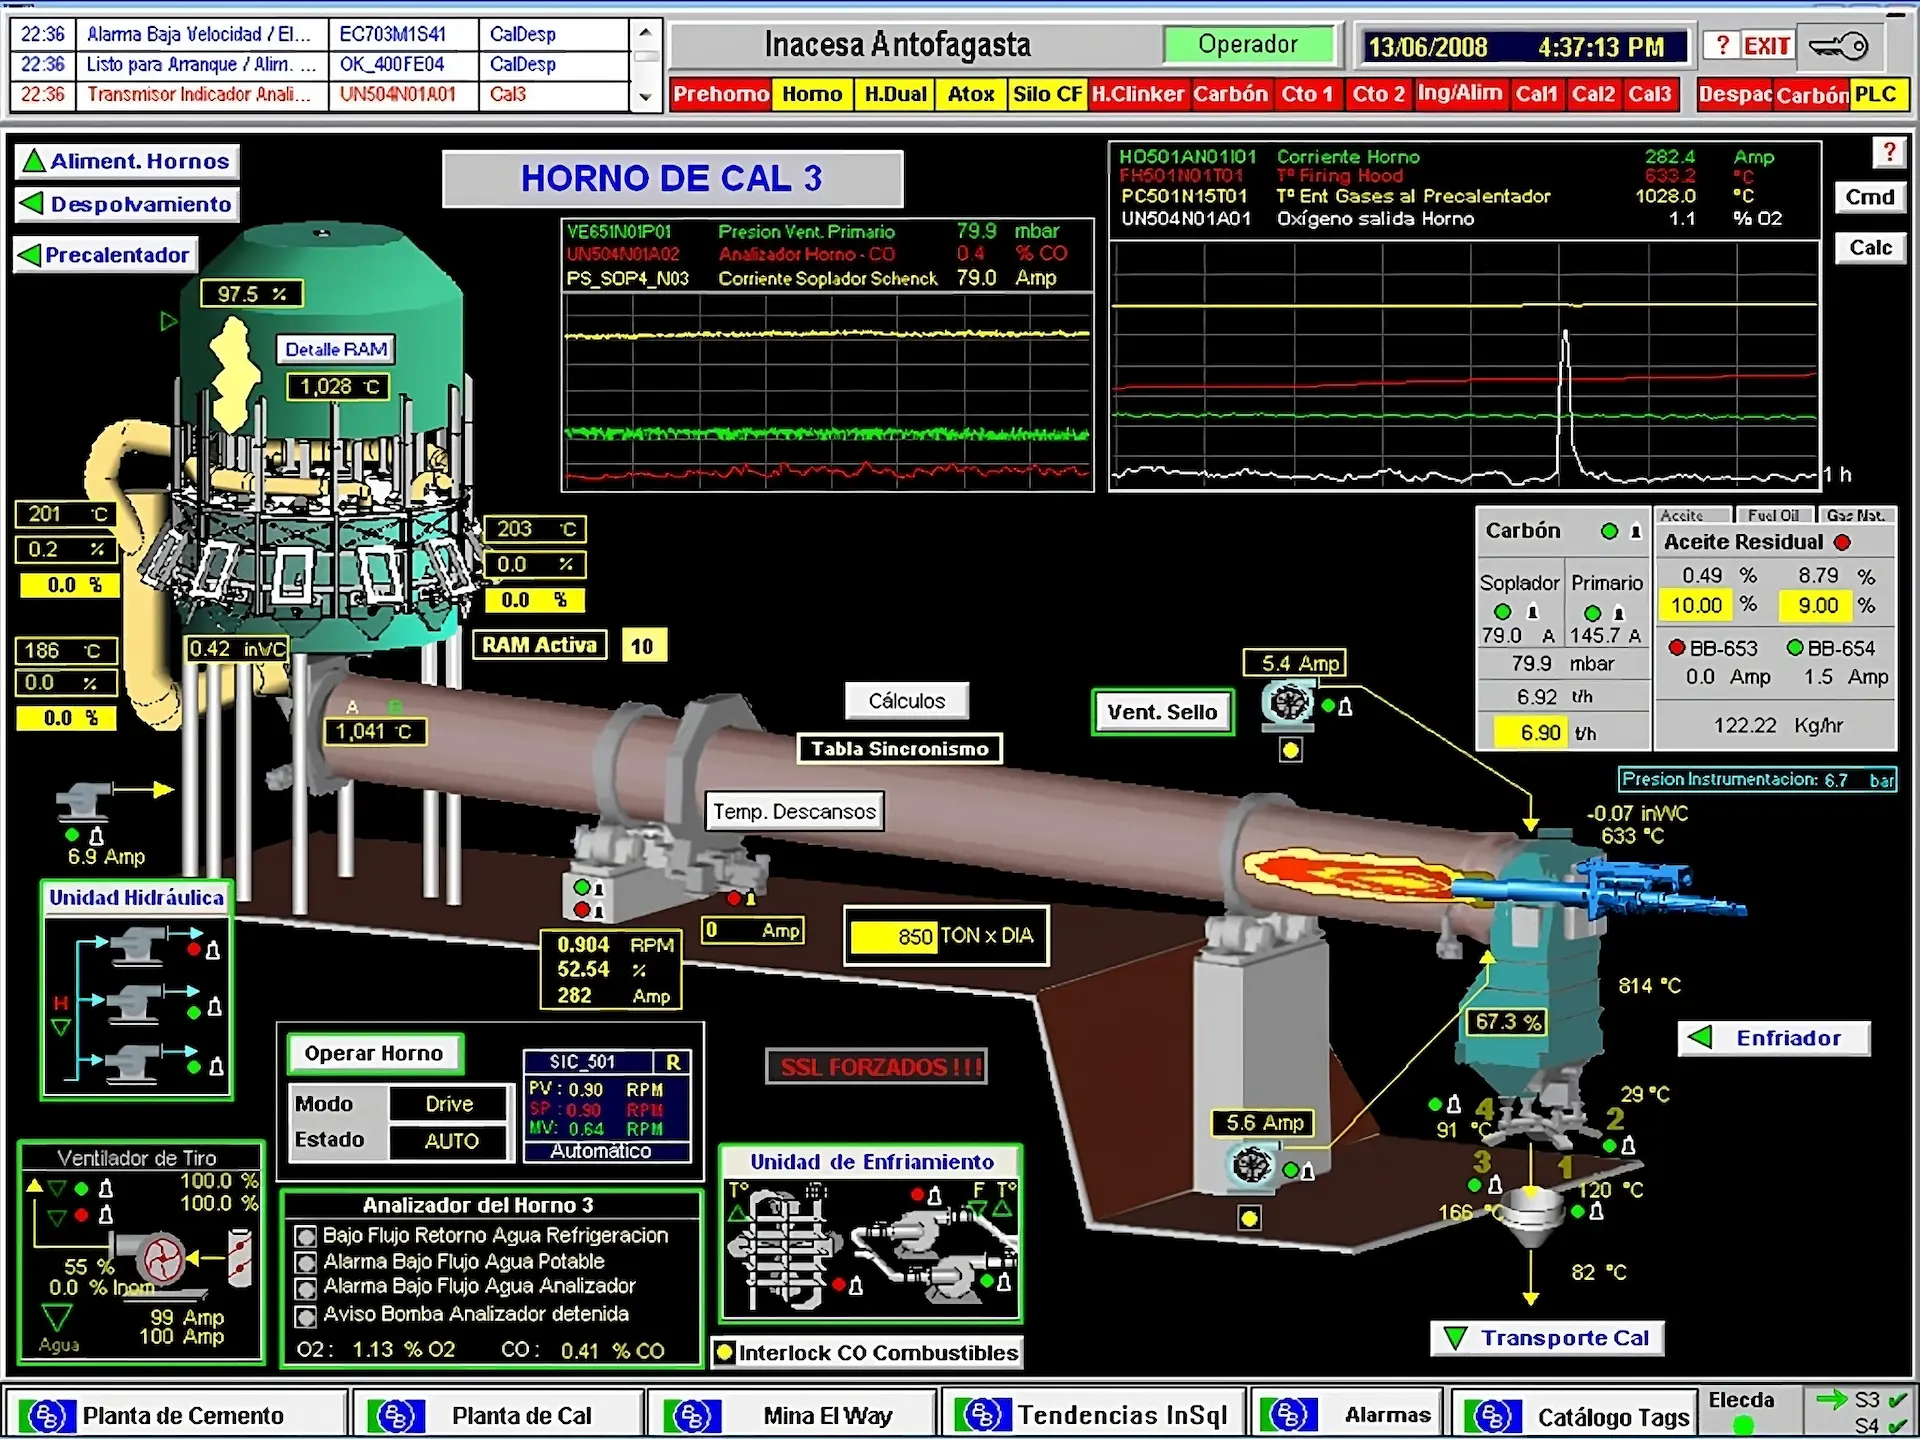 22:36 Alarma Baja Velocidad / El... EC703M1S41 CalDesp
22:36 Listo para Arranque / Alim. ... OK_400FE04 CalDesp
22:36 Transmisor Indicador Anali... UN504N01A01 Cal3
Inacesa Antofagasta
Operador
13/06/2008 4:37:13 PM
? EXIT
Prehorno Horno H.Dual Atox Silo CF H.Clinker Carbón Cto 1 Cto 2 Ing/Alim Cal1 Cal2 Cal3 Despac Carbón PLC
Aliment. Hornos
Despolvamiento
Precalentador
HORNO DE CAL 3
VE651N01P01 Presion Vent. Primario 79.9 mbar
UN504N01A02 Analizador Horno - CO 0.4 % CO
PS_SOP4_N03 Corriente Soplador Schenck 79.0 Amp
HO501AN01I01 Corriente Horno 282.4 Amp
FH501N01T01 Tº Firing Hood 633.2 °C
PC501N15T01 Tº Ent Gases al Precalentador 1028.0 °C
UN504N01A01 Oxígeno salida Horno 1.1 % O2
1 h
?
Cmd
Calc
97.5 %
Detalle RAM
1,028 °C
201 °C
0.2 %
0.0 %
203 °C
0.0 %
0.0 %
186 °C
0.0 %
0.0 %
0.42 inWC
RAM Activa 10
A B
1,041 °C
6.9 Amp
Cálculos
Tabla Sincronismo
Temp. Descansos
Vent. Sello
5.4 Amp
Carbón
Soplador Primario
79.0 A 145.7 A
79.9 mbar
6.92 t/h
6.90 t/h
Aceite Fuel Oil Gas Nat.
Aceite Residual
0.49 % 8.79 %
10.00 % 9.00 %
BB-653 BB-654
0.0 Amp 1.5 Amp
122.22 Kg/hr
Presion Instrumentacion: 6.7 bar
-0.07 inWC
633 °C
814 °C
67.3 %
Enfriador
29 °C
4
91 °C
2
3
1
166 °C
120 °C
82 °C
Transporte Cal
Unidad Hidráulica
H
0.904 RPM
52.54 %
282 Amp
0 Amp
850 TON x DIA
SSL FORZADOS !!!
5.6 Amp
Operar Horno
Modo Drive
Estado AUTO
SIC_501 R
PV : 0.90 RPM
SP : 0.90 RPM
MV: 0.64 RPM
Automático
Ventilador de Tiro
100.0 %
100.0 %
55 %
0.0 % Inom
99 Amp
100 Amp
Agua
Analizador del Horno 3
Bajo Flujo Retorno Agua Refrigeracion
Alarma Bajo Flujo Agua Potable
Alarma Bajo Flujo Agua Analizador
Aviso Bomba Analizador detenida
O2 : 1.13 % O2 CO : 0.41 % CO
Unidad de Enfriamiento
Tº F Tº
Interlock CO Combustibles
Planta de Cemento
Planta de Cal
Mina El Way
Tendencias InSql
Alarmas
Catálogo Tags
Elecda
S3
S4